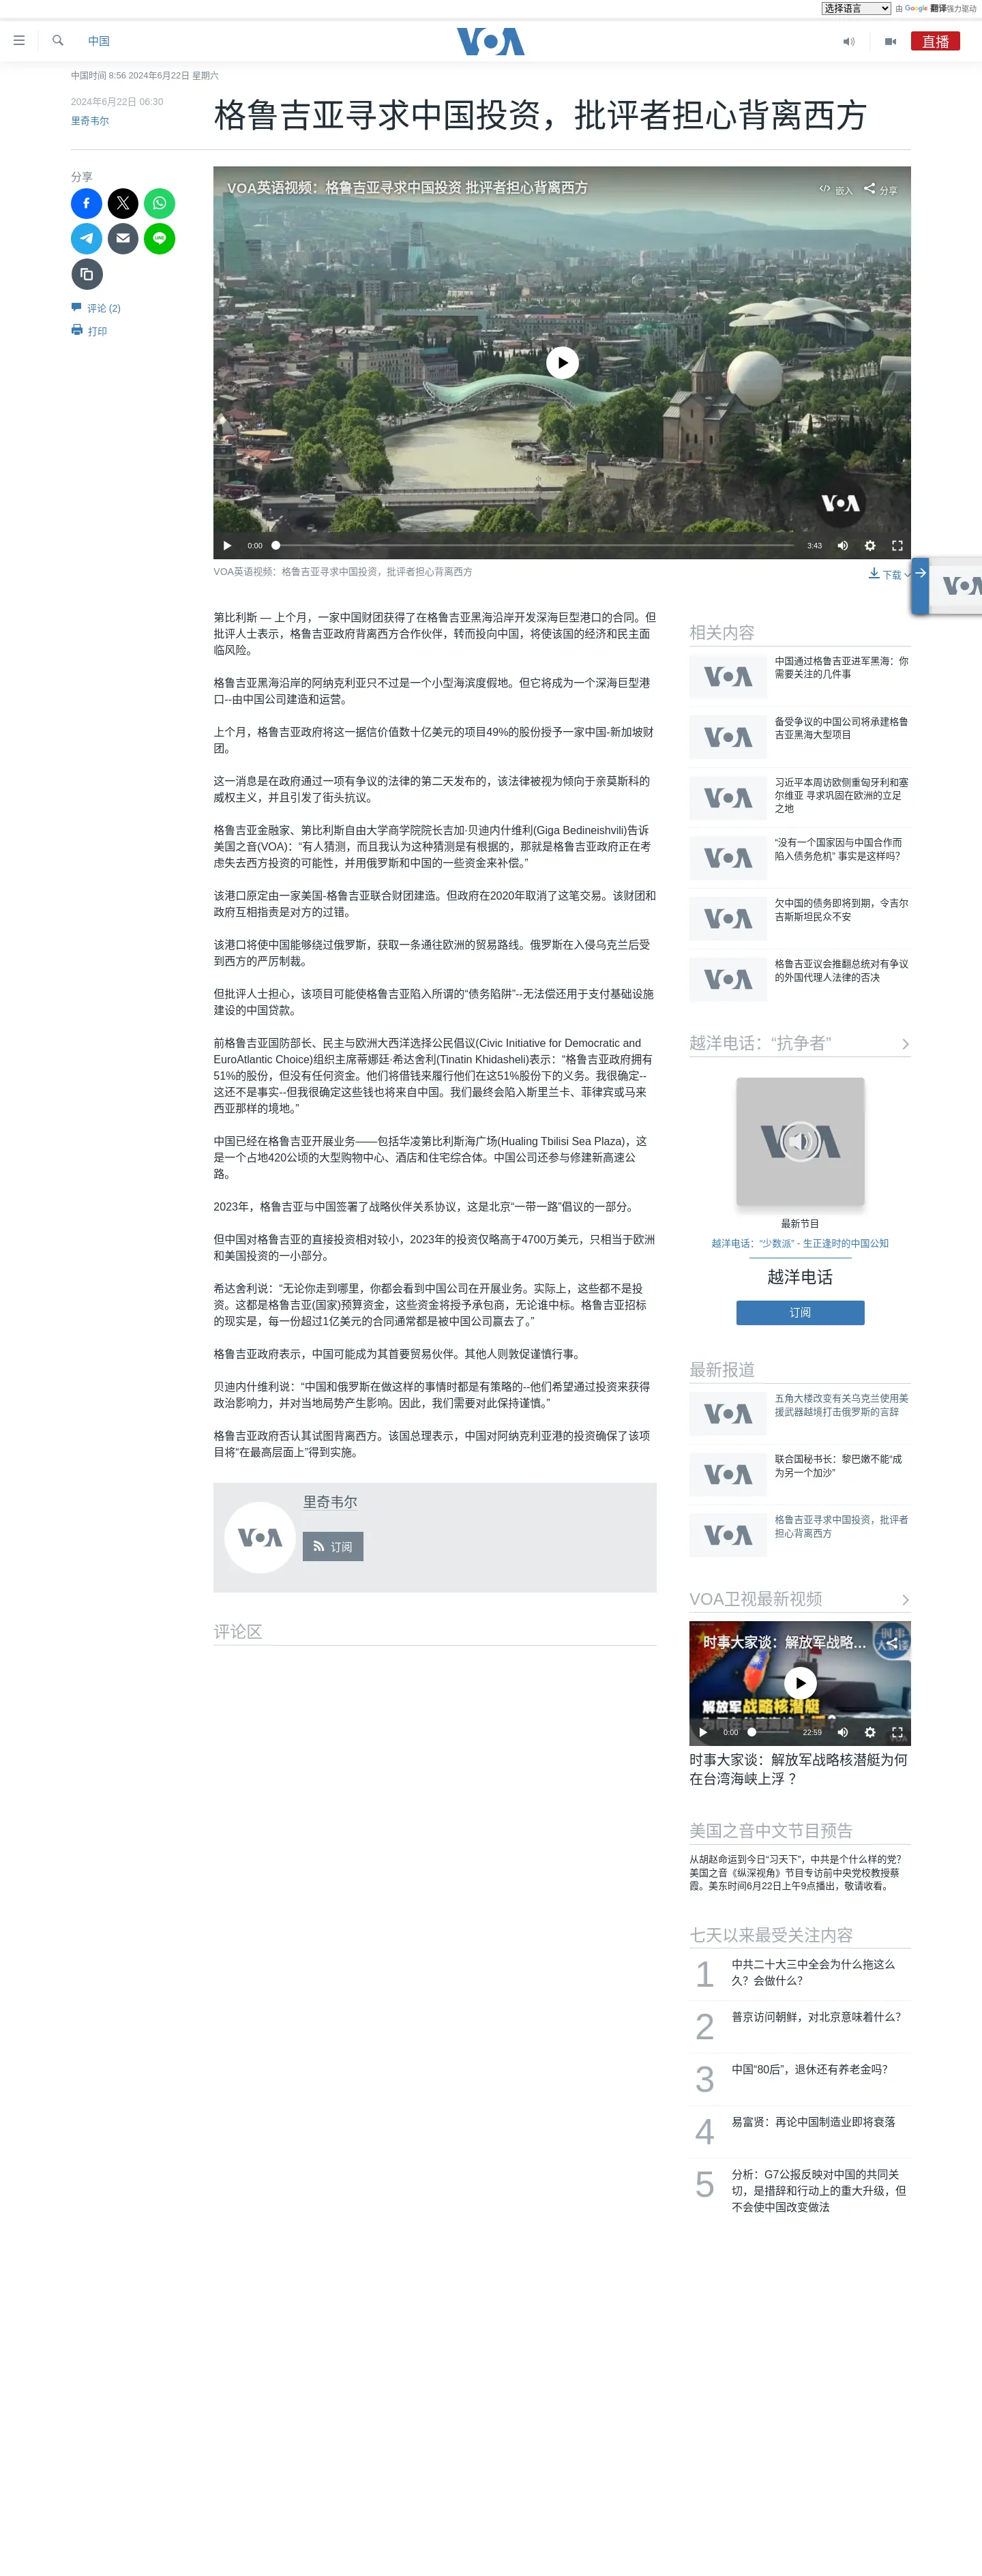 选择语言 由 Google 翻译强力驱动
中国
VOA
直播
中国时间 8:56 2024年6月22日 星期六
2024年6月22日 06:30
里奇韦尔
格鲁吉亚寻求中国投资，批评者担心背离西方
分享
LINE
评论 (2)
打印
VOA英语视频：格鲁吉亚寻求中国投资 批评者担心背离西方
嵌入 分享
VOA
0:00 3:43
VOA英语视频：格鲁吉亚寻求中国投资，批评者担心背离西方
下载
第比利斯 — 上个月，一家中国财团获得了在格鲁吉亚黑海沿岸开发深海巨型港口的合同。但
批评人士表示，格鲁吉亚政府背离西方合作伙伴，转而投向中国，将使该国的经济和民主面
临风险。
格鲁吉亚黑海沿岸的阿纳克利亚只不过是一个小型海滨度假地。但它将成为一个深海巨型港
口--由中国公司建造和运营。
上个月，格鲁吉亚政府将这一据信价值数十亿美元的项目49%的股份授予一家中国-新加坡财
团。
这一消息是在政府通过一项有争议的法律的第二天发布的，该法律被视为倾向于亲莫斯科的
威权主义，并且引发了街头抗议。
格鲁吉亚金融家、第比利斯自由大学商学院院长吉加·贝迪内什维利(Giga Bedineishvili)告诉
美国之音(VOA)：“有人猜测，而且我认为这种猜测是有根据的，那就是格鲁吉亚政府正在考
虑失去西方投资的可能性，并用俄罗斯和中国的一些资金来补偿。”
该港口原定由一家美国-格鲁吉亚联合财团建造。但政府在2020年取消了这笔交易。该财团和
政府互相指责是对方的过错。
该港口将使中国能够绕过俄罗斯，获取一条通往欧洲的贸易路线。俄罗斯在入侵乌克兰后受
到西方的严厉制裁。
但批评人士担心，该项目可能使格鲁吉亚陷入所谓的“债务陷阱”--无法偿还用于支付基础设施
建设的中国贷款。
前格鲁吉亚国防部长、民主与欧洲大西洋选择公民倡议(Civic Initiative for Democratic and
EuroAtlantic Choice)组织主席蒂娜廷·希达舍利(Tinatin Khidasheli)表示：“格鲁吉亚政府拥有
51%的股份，但没有任何资金。他们将借钱来履行他们在这51%股份下的义务。我很确定--
这还不是事实--但我很确定这些钱也将来自中国。我们最终会陷入斯里兰卡、菲律宾或马来
西亚那样的境地。”
中国已经在格鲁吉亚开展业务——包括华凌第比利斯海广场(Hualing Tbilisi Sea Plaza)，这
是一个占地420公顷的大型购物中心、酒店和住宅综合体。中国公司还参与修建新高速公
路。
2023年，格鲁吉亚与中国签署了战略伙伴关系协议，这是北京“一带一路”倡议的一部分。
但中国对格鲁吉亚的直接投资相对较小，2023年的投资仅略高于4700万美元，只相当于欧洲
和美国投资的一小部分。
希达舍利说：“无论你走到哪里，你都会看到中国公司在开展业务。实际上，这些都不是投
资。这都是格鲁吉亚(国家)预算资金，这些资金将授予承包商，无论谁中标。格鲁吉亚招标
的现实是，每一份超过1亿美元的合同通常都是被中国公司赢去了。”
格鲁吉亚政府表示，中国可能成为其首要贸易伙伴。其他人则敦促谨慎行事。
贝迪内什维利说：“中国和俄罗斯在做这样的事情时都是有策略的--他们希望通过投资来获得
政治影响力，并对当地局势产生影响。因此，我们需要对此保持谨慎。”
格鲁吉亚政府否认其试图背离西方。该国总理表示，中国对阿纳克利亚港的投资确保了该项
目将“在最高层面上”得到实施。
VOA
里奇韦尔
订阅
评论区
VOA
相关内容
VOA
中国通过格鲁吉亚进军黑海：你
需要关注的几件事
VOA
备受争议的中国公司将承建格鲁
吉亚黑海大型项目
VOA
习近平本周访欧侧重匈牙利和塞
尔维亚 寻求巩固在欧洲的立足
之地
VOA
“没有一个国家因与中国合作而
陷入债务危机” 事实是这样吗？
VOA
欠中国的债务即将到期，令吉尔
吉斯斯坦民众不安
VOA
格鲁吉亚议会推翻总统对有争议
的外国代理人法律的否决
越洋电话：“抗争者”
VOA
最新节目
越洋电话：“少数派” - 生正逢时的中国公知
越洋电话
订阅
最新报道
VOA
五角大楼改变有关乌克兰使用美
援武器越境打击俄罗斯的言辞
VOA
联合国秘书长：黎巴嫩不能“成
为另一个加沙”
VOA
格鲁吉亚寻求中国投资，批评者
担心背离西方
VOA卫视最新视频
时事大家谈：解放军战略…
时事
大家谈
解放军战略核潜艇
为何在台湾海峡上浮？
0:00 22:59
时事大家谈：解放军战略核潜艇为何
在台湾海峡上浮 ？
美国之音中文节目预告
从胡赵命运到今日“习天下”，中共是个什么样的党？
美国之音《纵深视角》节目专访前中央党校教授蔡
霞。美东时间6月22日上午9点播出，敬请收看。
七天以来最受关注内容
1 中共二十大三中全会为什么拖这么
久？会做什么？
2 普京访问朝鲜，对北京意味着什么？
3 中国“80后”，退休还有养老金吗？
4 易富贤：再论中国制造业即将衰落
5 分析：G7公报反映对中国的共同关
切，是措辞和行动上的重大升级，但
不会使中国改变做法